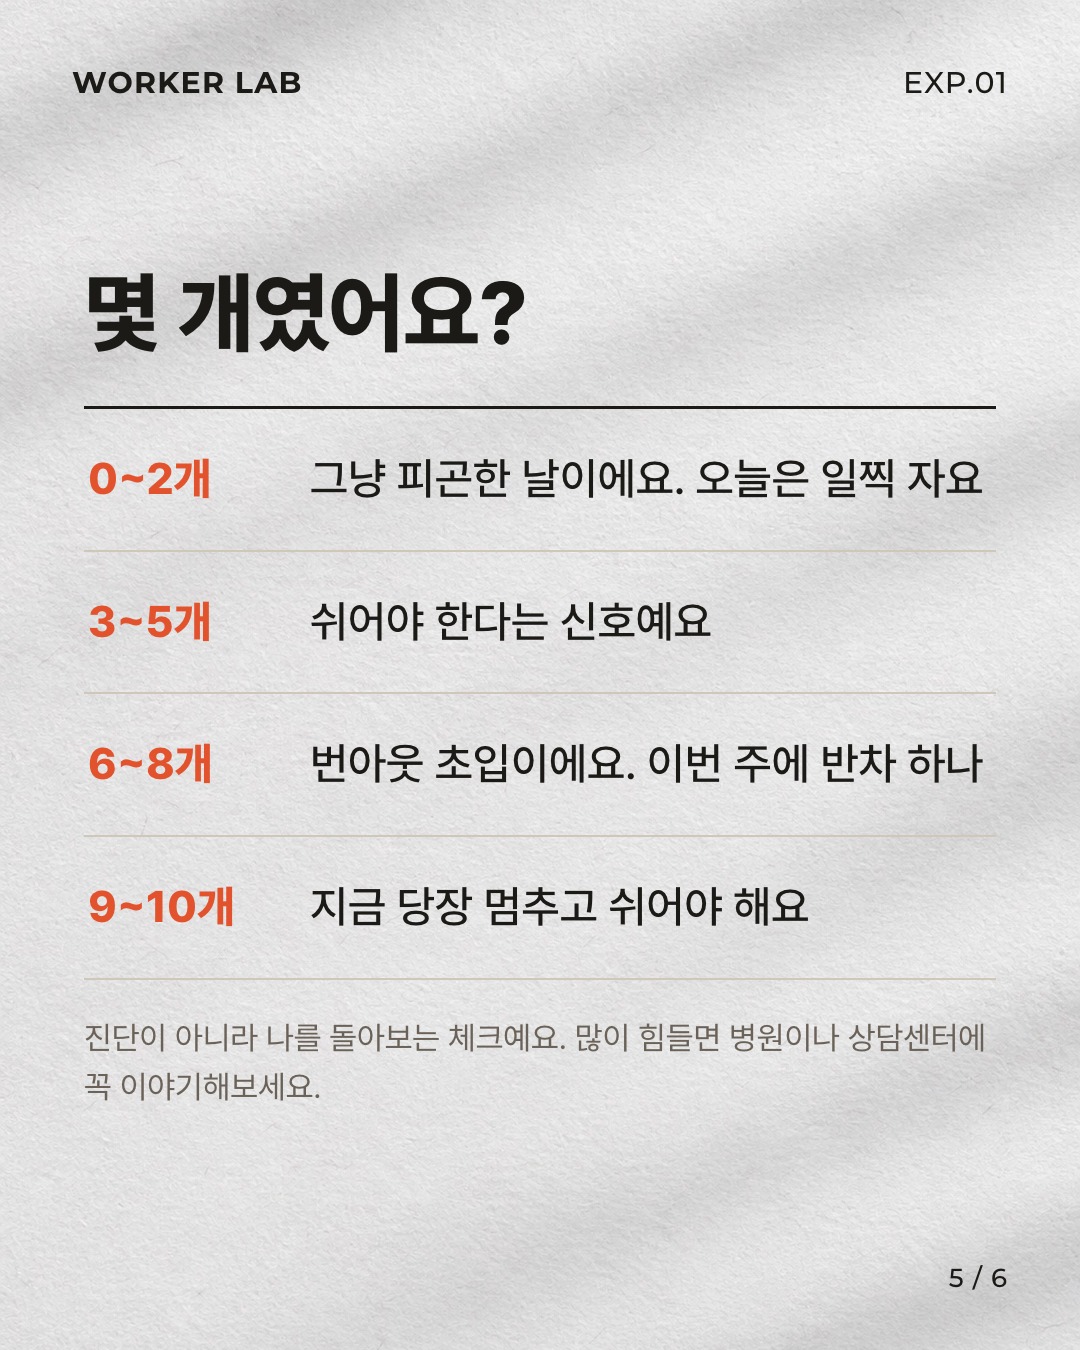 WORKER LAB
EXP.01
몇 개였어요?
0~2개 그냥 피곤한 날이에요. 오늘은 일찍 자요
3~5개 쉬어야 한다는 신호예요
6~8개 번아웃 초입이에요. 이번 주에 반차 하나
9~10개 지금 당장 멈추고 쉬어야 해요
진단이 아니라 나를 돌아보는 체크예요. 많이 힘들면 병원이나 상담센터에
꼭 이야기해보세요.
5 / 6